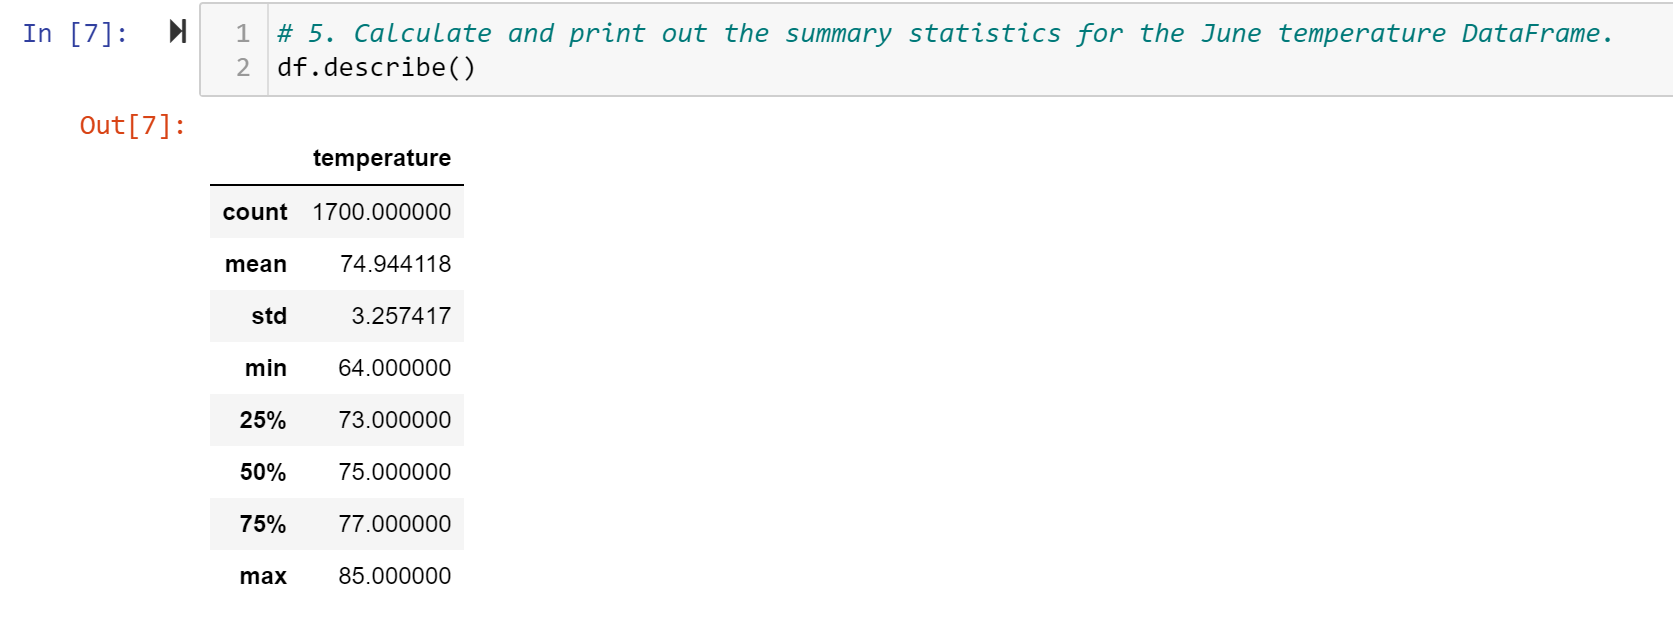 In [7]:
1 # 5. Calculate and print out the summary statistics for the June temperature DataFrame.
2 df.describe()
Out[7]:
temperature
count 1700.000000
mean 74.944118
std 3.257417
min 64.000000
25% 73.000000
50% 75.000000
75% 77.000000
max 85.000000